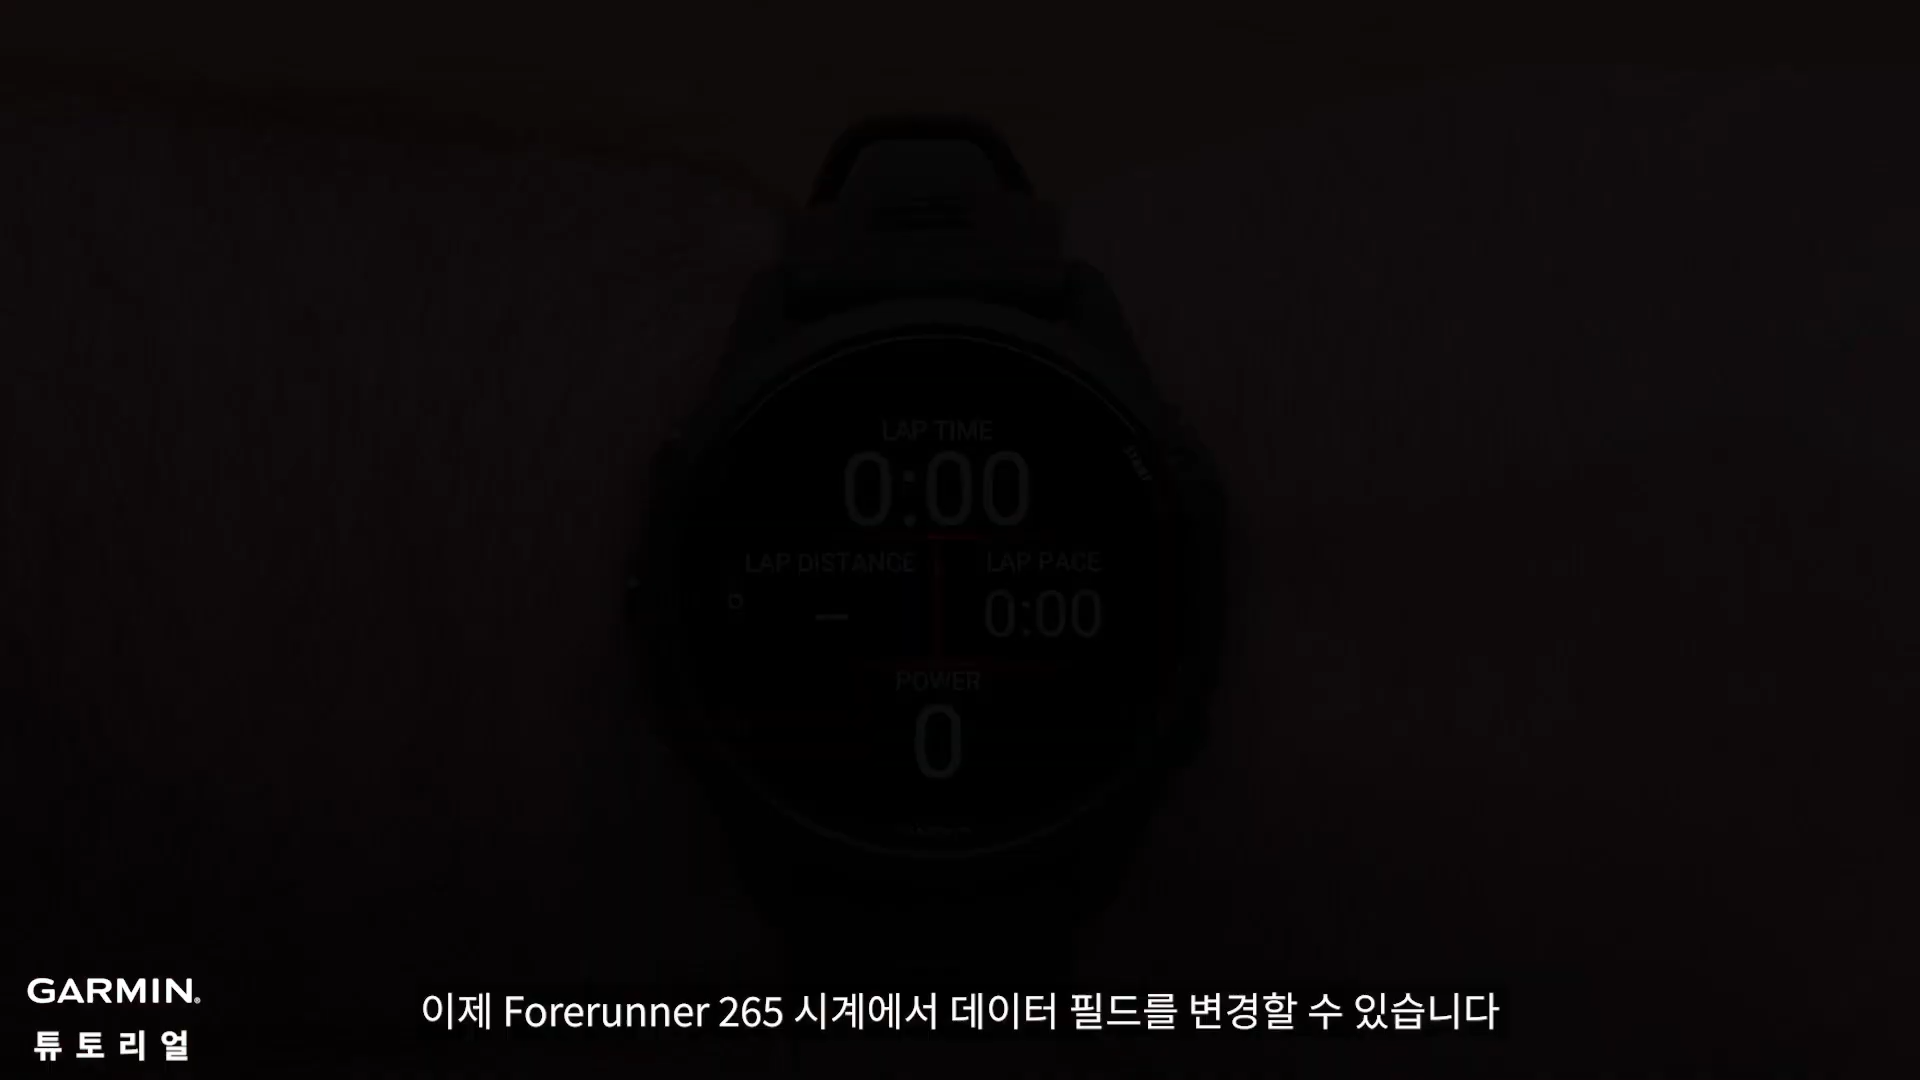 LAP TIME
0:00
LAP DISTANCE
LAP PACE
–
0:00
POWER
0
GARMIN®
튜토리얼
이제 Forerunner 265 시계에서 데이터 필드를 변경할 수 있습니다